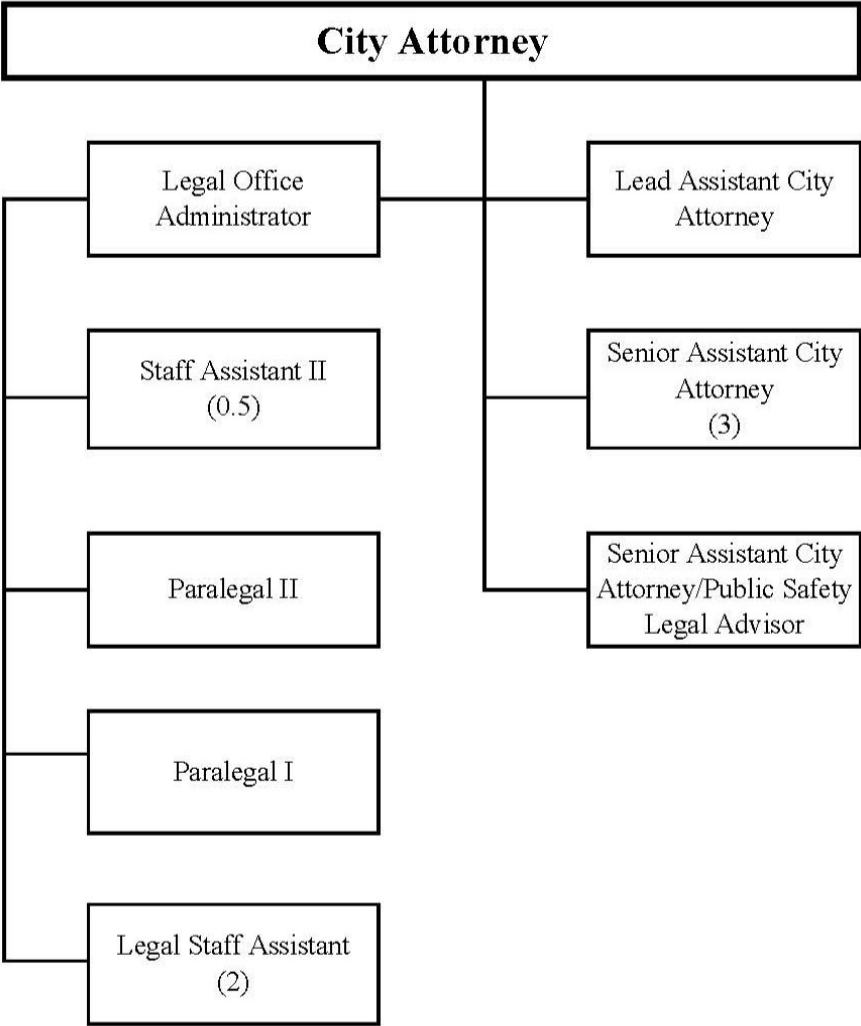 City Attorney
Legal Office
Administrator
Lead Assistant City
Attorney
Staff Assistant II
(0.5)
Senior Assistant City
Attorney
(3)
Paralegal II
Senior Assistant City
Attorney/Public Safety
Legal Advisor
Paralegal I
Legal Staff Assistant
(2)